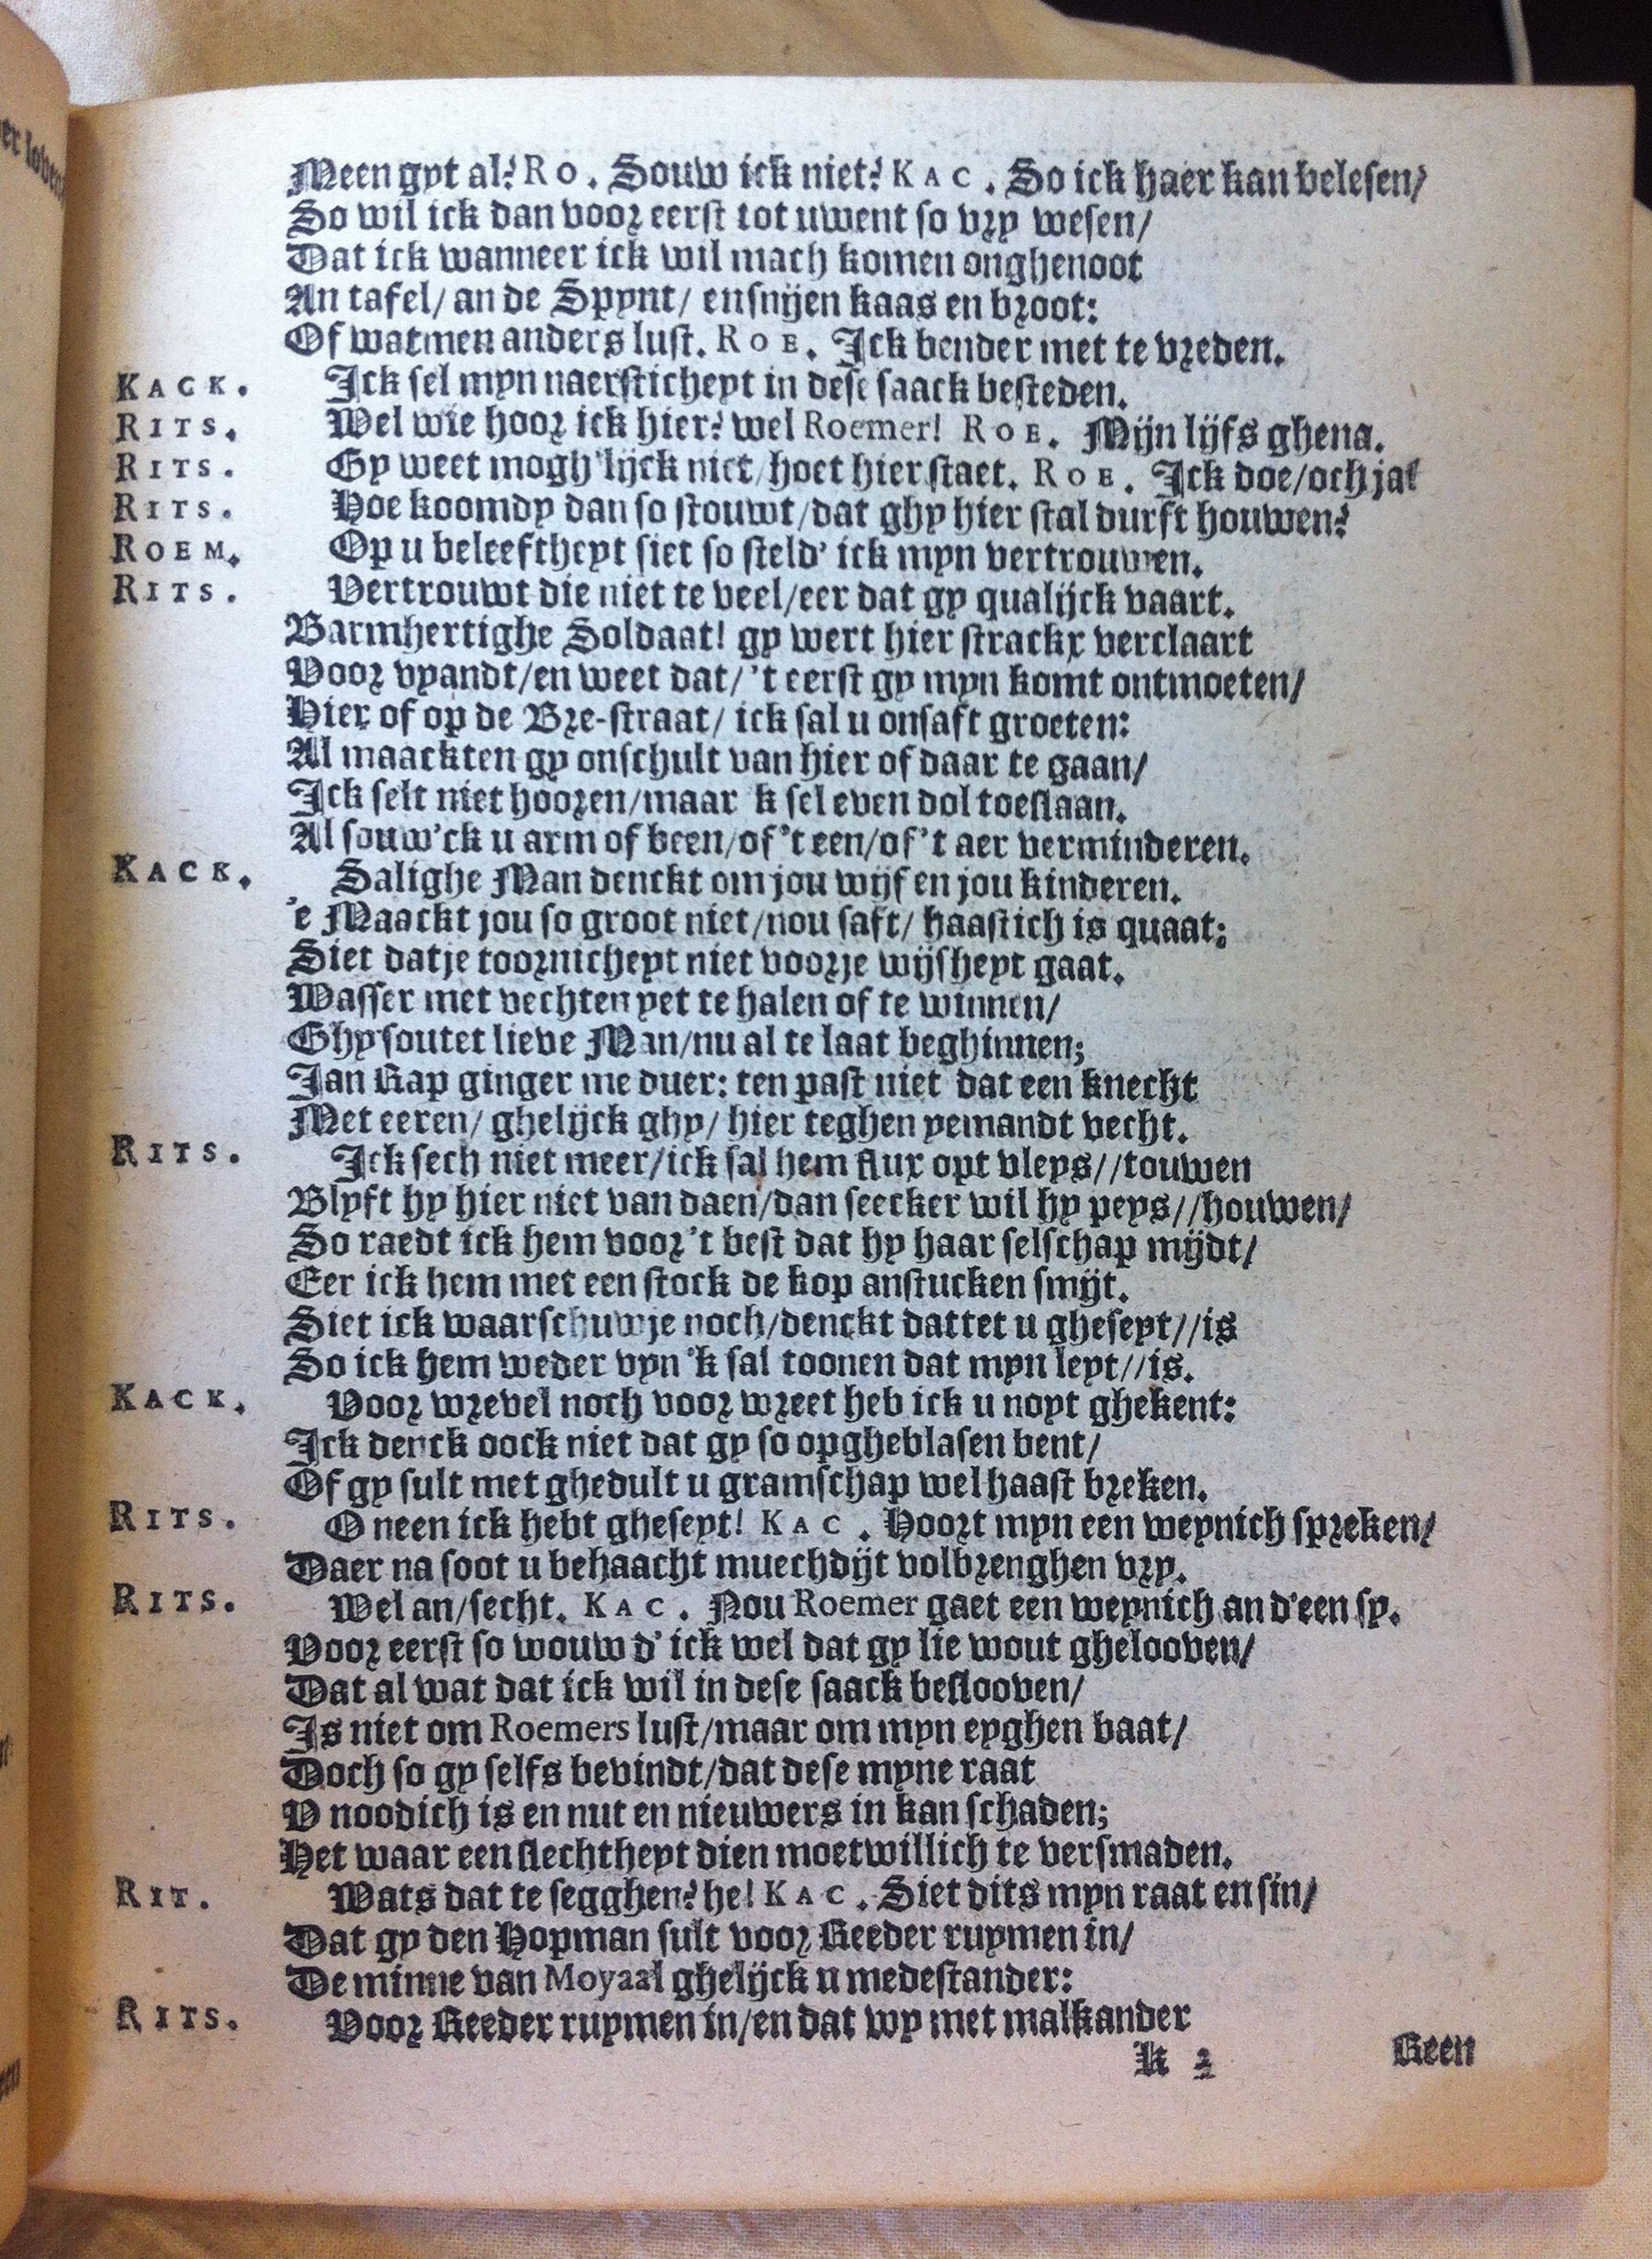 er loven
Meen gyt al? Ro. Souw ick niet? KAC. So ick haer kan belesen/
So wil ick dan voor eerst tot uwent so vry wesen/
Dat ick wanneer ick wil mach komen onghenoot
An tafel/ an de Spynt/ en snijen kaas en broot:
Of watmen anders lust. ROE. Ick bender met te vreden.
KACK. Ick sel myn naersticheyt in dese saack besteden.
RITS. Wel wie hoor ick hier? wel Roemer! ROE. Mijn lijfs ghena.
RITS. Gy weet mogh'lijck niet/hoet hier staet. ROE. Ick doe/och ja!
RITS. Hoe koomdy dan so stouwt/dat ghy hier stal durft houwen?
ROEM. Op u beleeftheyt siet so steld' ick myn vertrouwen.
RITS. Vertrouwt die niet te veel/eer dat gy qualijck vaart.
Barmhertighe Soldaat! gy wert hier strackx verclaart
Voor vyandt/en weet dat/'t eerst gy myn komt ontmoeten/
Hier of op de Bre-straat/ ick sal u onsaft groeten:
Al maackten gy onschult van hier of daar te gaan/
Ick selt niet hooren/maar 'k sel even dol toeslaan.
Al souw'ck u arm of been/of 't een/of 't aer verminderen.
KACK. Salighe Man denckt om jou wijf en jou kinderen.
'e Maackt jou so groot niet/nou saft/ haastich is quaat;
Siet datje toornicheyt niet voorje wijsheyt gaat.
Wasser met vechten yet te halen of te winnen/
Ghy soutet lieve Man/nu al te laat beghinnen;
Jan Rap ginger me duer: ten past niet dat een knecht
Met eeren/ ghelijck ghy/ hier teghen yemandt vecht.
RITS. Ick sech niet meer/ick sal hem flux opt vleys//touwen
Blyft hy hier niet van daen/dan seecker wil hy peys//houwen/
So raedt ick hem voor 't best dat hy haar selschap mijdt/
Eer ick hem met een stock de kop anstucken smijt.
Siet ick waarschuwje noch/denckt dattet u gheseyt//is
So ick hem weder vyn 'k sal toonen dat myn leyt//is.
KACK. Voor wrevel noch voor wreet heb ick u noyt ghekent:
Ick denck oock niet dat gy so opgheblasen bent/
Of gy sult met ghedult u gramschap wel haast breken.
RITS. O neen ick hebt gheseyt! KAC. Hoort myn een weynich spreken/
Daer na soot u behaacht muechdijt volbrenghen vry.
RITS. Wel an/secht. KAC. Nou Roemer gaet een weynich an d'een sy.
Voor eerst so wouw d' ick wel dat gy lie wout ghelooven/
Dat al wat dat ick wil in dese saack beslooven/
Is niet om Roemers lust/maar om myn eyghen baat/
Doch so gy selfs bevindt/dat dese myne raat
V noodich is en nut en nieuwers in kan schaden;
Het waar een slechtheyt dien moetwillich te versmaden.
RIT. Wats dat te segghen? he! KAC. Siet dits myn raat en sin/
Dat gy den Hopman sult voor Reeder ruymen in/
De minne van Moyaal ghelijck u medestander:
RITS. Voor Reeder ruymen in/en dat wy met malkander
K 2
Geen